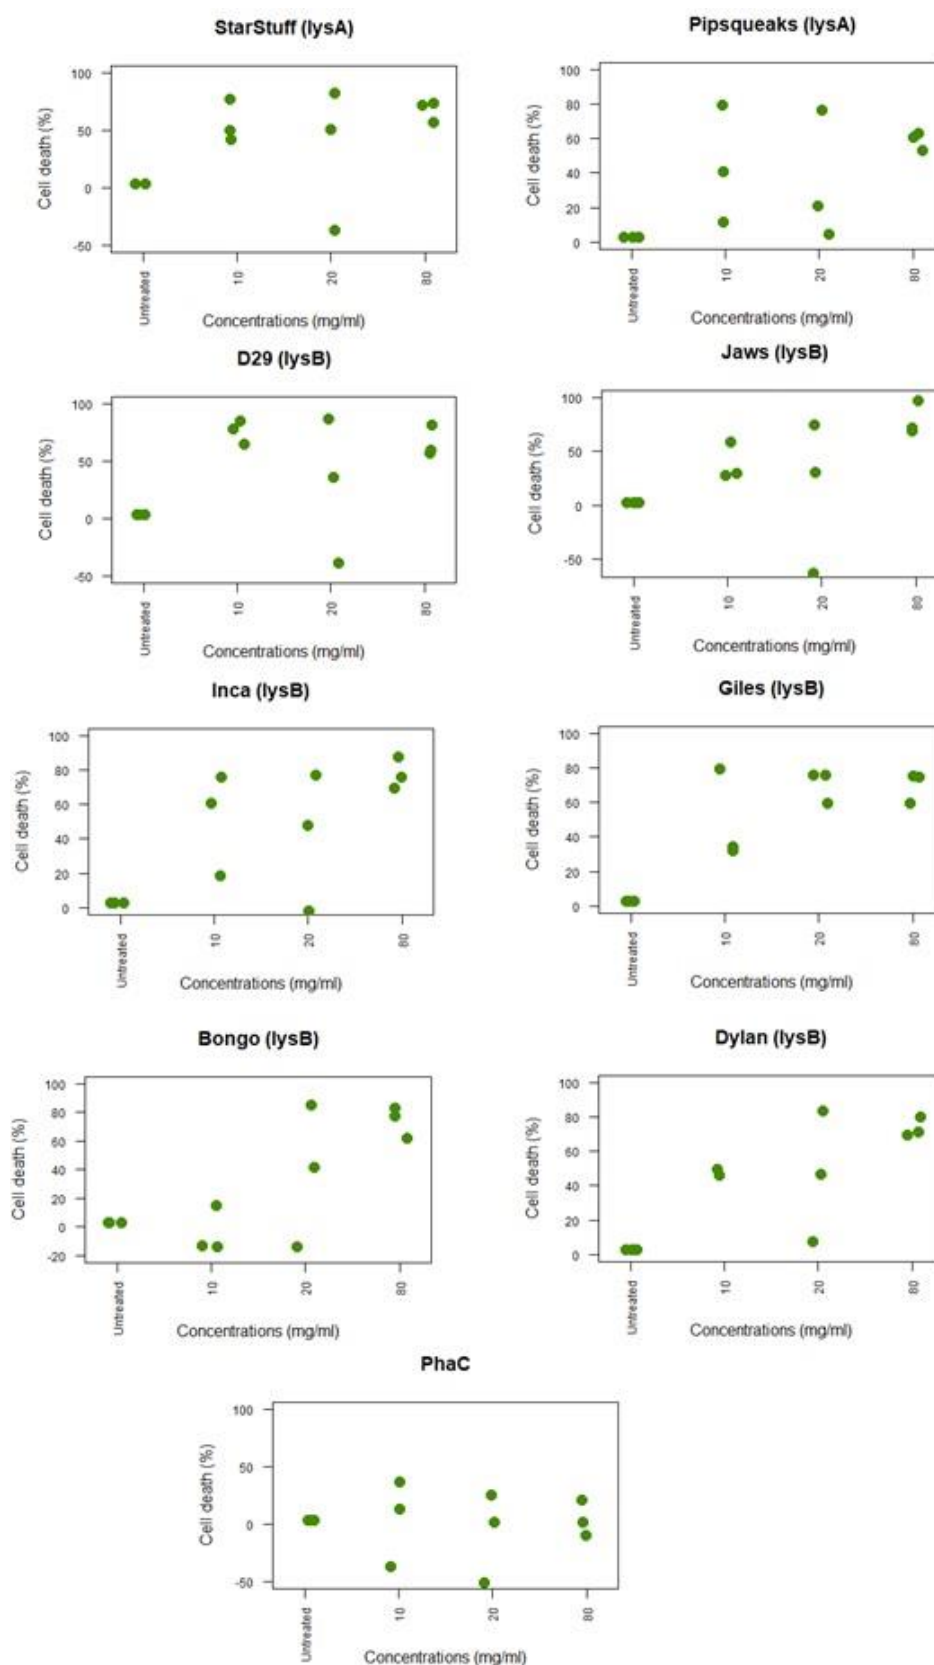 StarStuff (lysA)
Cell death (%)
100
50
0
-50
Untreated
10
20
80
Concentrations (mg/ml)
Pipsqueaks (lysA)
Cell death (%)
100
80
60
40
20
0
Untreated
10
20
80
Concentrations (mg/ml)
D29 (lysB)
Cell death (%)
100
50
0
-50
Untreated
10
20
80
Concentrations (mg/ml)
Jaws (lysB)
Cell death (%)
100
50
0
-50
Untreated
10
20
80
Concentrations (mg/ml)
Inca (lysB)
Cell death (%)
100
80
60
40
20
0
Untreated
10
20
80
Concentrations (mg/ml)
Giles (lysB)
Cell death (%)
100
80
60
40
20
0
Untreated
10
20
80
Concentrations (mg/ml)
Bongo (lysB)
Cell death (%)
100
80
60
40
20
0
-20
Untreated
10
20
80
Concentrations (mg/ml)
Dylan (lysB)
Cell death (%)
100
80
60
40
20
0
Untreated
10
20
80
Concentrations (mg/ml)
PhaC
Cell death (%)
100
50
0
-50
Untreated
10
20
80
Concentrations (mg/ml)